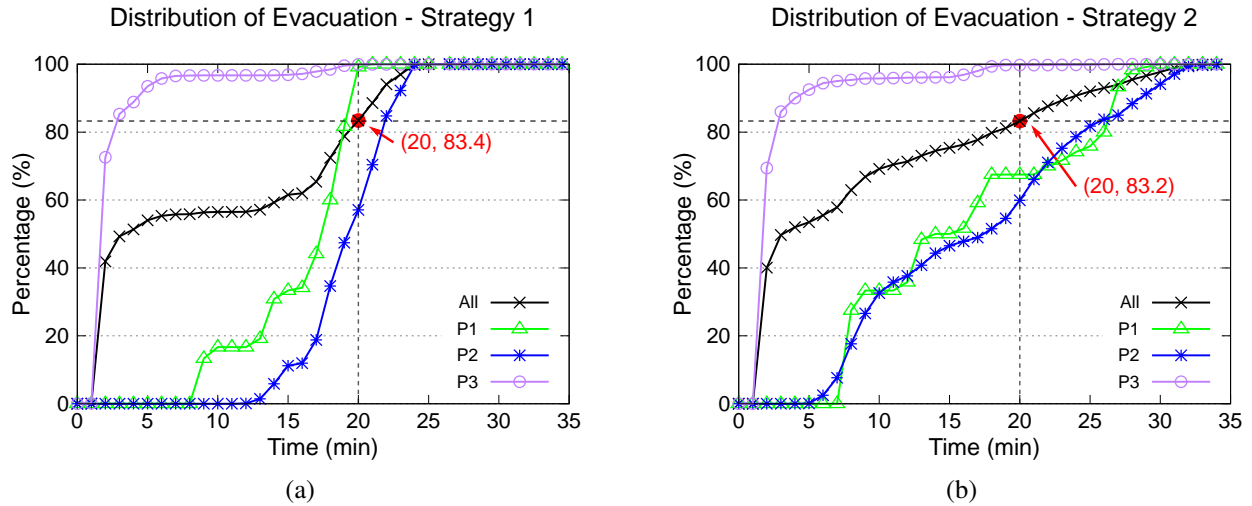 Distribution of Evacuation - Strategy 1
100
80
60
40
20
0
Percentage (%)
(20, 83.4)
All
P1
P2
P3
0 5 10 15 20 25 30 35
Time (min)
(a)
Distribution of Evacuation - Strategy 2
100
80
60
40
20
0
Percentage (%)
(20, 83.2)
All
P1
P2
P3
0 5 10 15 20 25 30 35
Time (min)
(b)